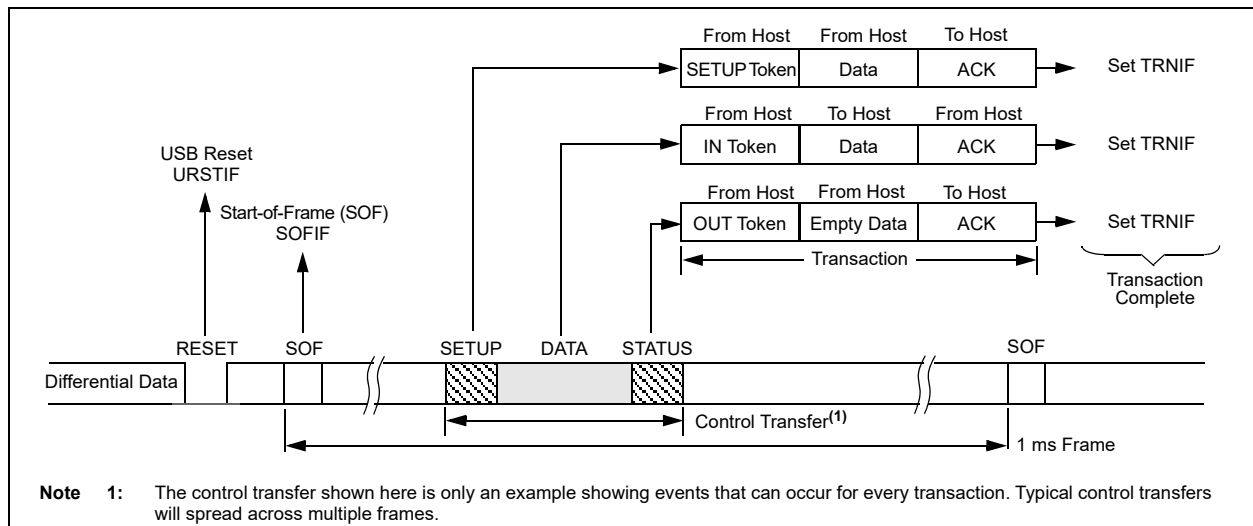 From Host From Host To Host
SETUP Token Data ACK Set TRNIF
From Host To Host From Host
IN Token Data ACK Set TRNIF
From Host From Host To Host
OUT Token Empty Data ACK Set TRNIF
Transaction
Transaction
Complete
USB Reset
URSTIF
Start-of-Frame (SOF)
SOFIF
RESET SOF SETUP DATA STATUS SOF
Differential Data
Control Transfer(1)
1 ms Frame
Note 1: The control transfer shown here is only an example showing events that can occur for every transaction. Typical control transfers
will spread across multiple frames.